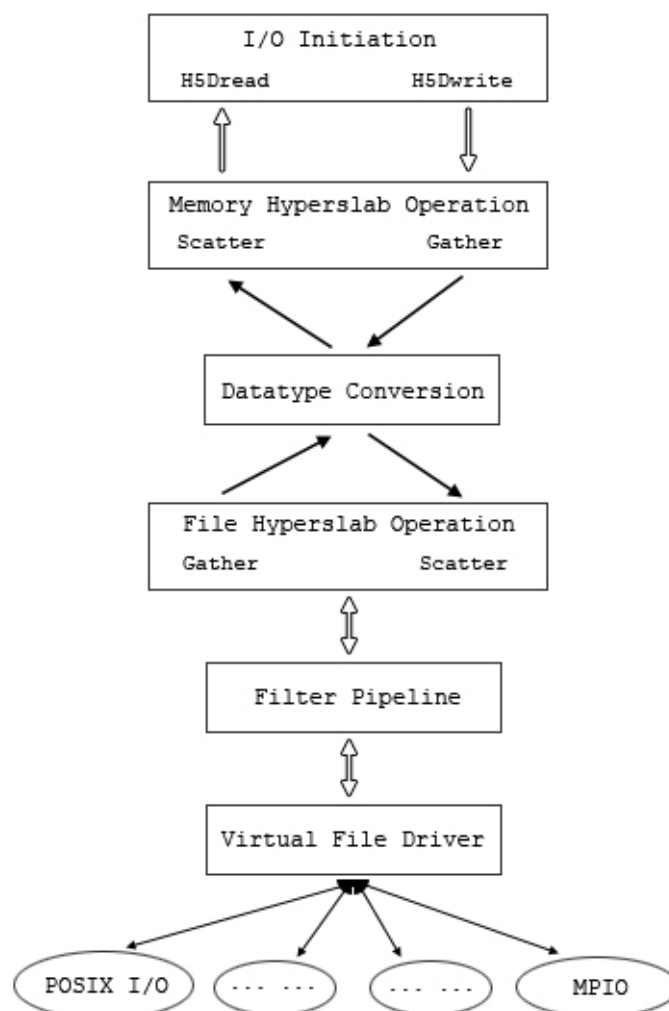 I/O Initiation
H5Dread H5Dwrite
Memory Hyperslab Operation
Scatter Gather
Datatype Conversion
File Hyperslab Operation
Gather Scatter
Filter Pipeline
Virtual File Driver
POSIX I/O --- --- --- --- MPIO